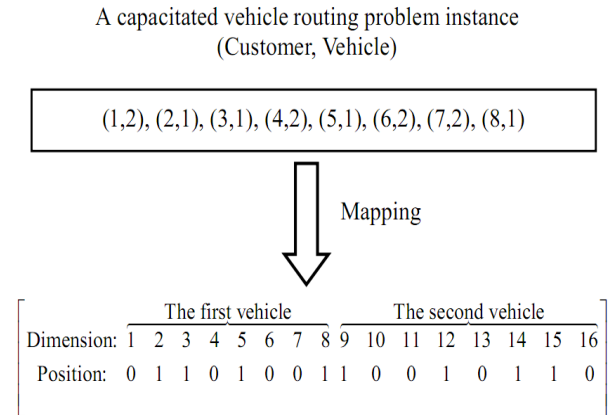 A capacitated vehicle routing problem instance
(Customer, Vehicle)
(1,2), (2,1), (3,1), (4,2), (5,1), (6,2), (7,2), (8,1)
Mapping
The first vehicle The second vehicle
Dimension: 1 2 3 4 5 6 7 8 9 10 11 12 13 14 15 16
Position: 0 1 1 0 1 0 0 1 1 0 0 1 0 1 1 0